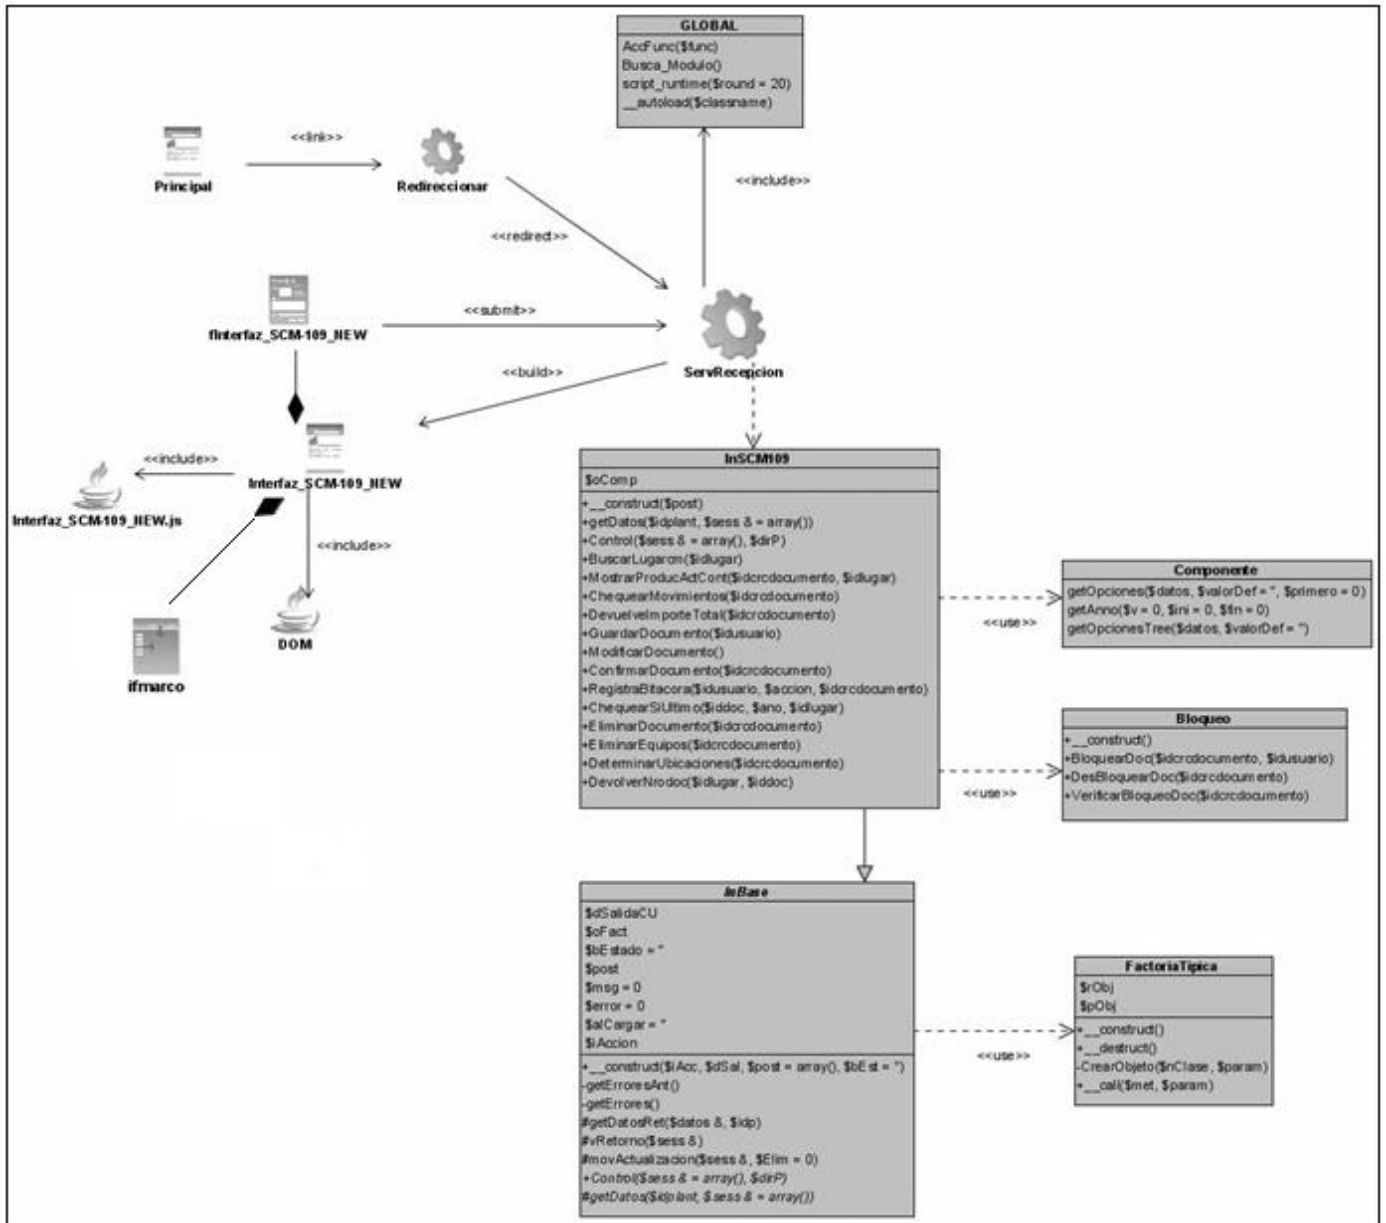 GLOBAL
AccFunc($func)
Busca_Modulo()
script_runtime($round = 20)
__autoload($classname)
<<link>>
<<include>>
Principal
Redireccionar
<<redirect>>
fInterfaz_SCM-109_NEW
<<submit>>
ServRecepcion
<<build>>
<<include>>
Interfaz_SCM-109_NEW
Interfaz_SCM-109_NEW.js
<<include>>
DOM
ifmarco
InSCM109
$oComp
+__construct($post)
+getDatos($idplant, $sess & = array())
+Control($sess & = array(), $dirP)
+BuscarLugarcm($idlugar)
+MostrarProducActCont($idcrcdocumento, $idlugar)
+ChequearMovimientos($idcrcdocumento)
+DevuelveImporteTotal($idcrcdocumento)
+GuardarDocumento($idusuario)
+ModificarDocumento()
+ConfirmarDocumento($idcrcdocumento)
+RegistraBitacora($idusuario, $accion, $idcrcdocumento)
+ChequearSiUltimo($iddoc, $ano, $idlugar)
+EliminarDocumento($idcrcdocumento)
+EliminarEquipos($idcrcdocumento)
+DeterminarUbicaciones($idcrcdocumento)
+DevolverNrodoc($idlugar, $iddoc)
<<use>>
Componente
getOpciones($datos, $valorDef = '', $primero = 0)
getAnno($v = 0, $ini = 0, $fin = 0)
getOpcionesTree($datos, $valorDef = '')
<<use>>
Bloqueo
+__construct()
+BloquearDoc($idcrcdocumento, $idusuario)
+DesBloquearDoc($idcrcdocumento)
+VerificarBloqueoDoc($idcrcdocumento)
InBase
$dSalidaCU
$oFact
$bEstado = ''
$post
$msg = 0
$error = 0
$alCargar = ''
$iAccion
+__construct($iAcc, $dSal, $post = array(), $bEst = '')
-getErroresAnt()
-getErrores()
#getDatosRet($datos &, $idp)
#vRetorno($sess &)
#movActualizacion($sess &, $Elim = 0)
+Control($sess & = array(), $dirP)
#getDatos($idplant, $sess & = array())
<<use>>
FactoriaTipica
$rObj
$pObj
+__construct()
+__destruct()
-CrearObjeto($nClase, $param)
+__call($met, $param)